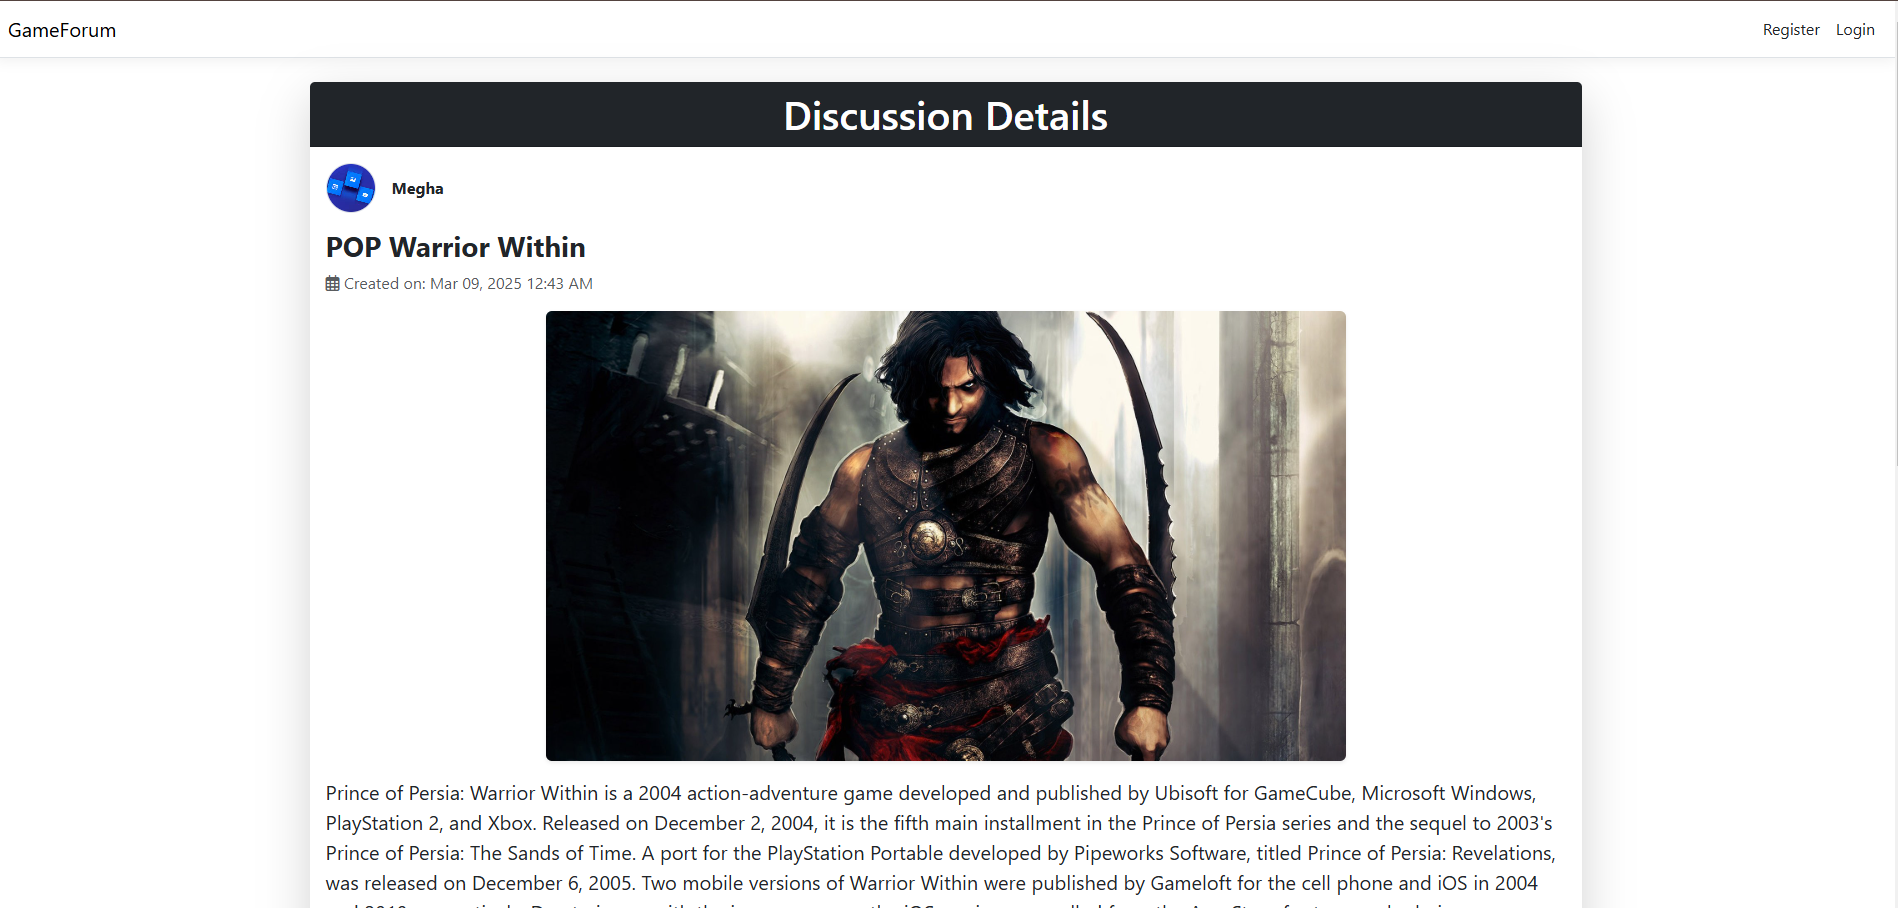 GameForum
Register
Login
Discussion Details
Megha
POP Warrior Within
Created on: Mar 09, 2025 12:43 AM
Prince of Persia: Warrior Within is a 2004 action-adventure game developed and published by Ubisoft for GameCube, Microsoft Windows,
PlayStation 2, and Xbox. Released on December 2, 2004, it is the fifth main installment in the Prince of Persia series and the sequel to 2003's
Prince of Persia: The Sands of Time. A port for the PlayStation Portable developed by Pipeworks Software, titled Prince of Persia: Revelations,
was released on December 6, 2005. Two mobile versions of Warrior Within were published by Gameloft for the cell phone and iOS in 2004